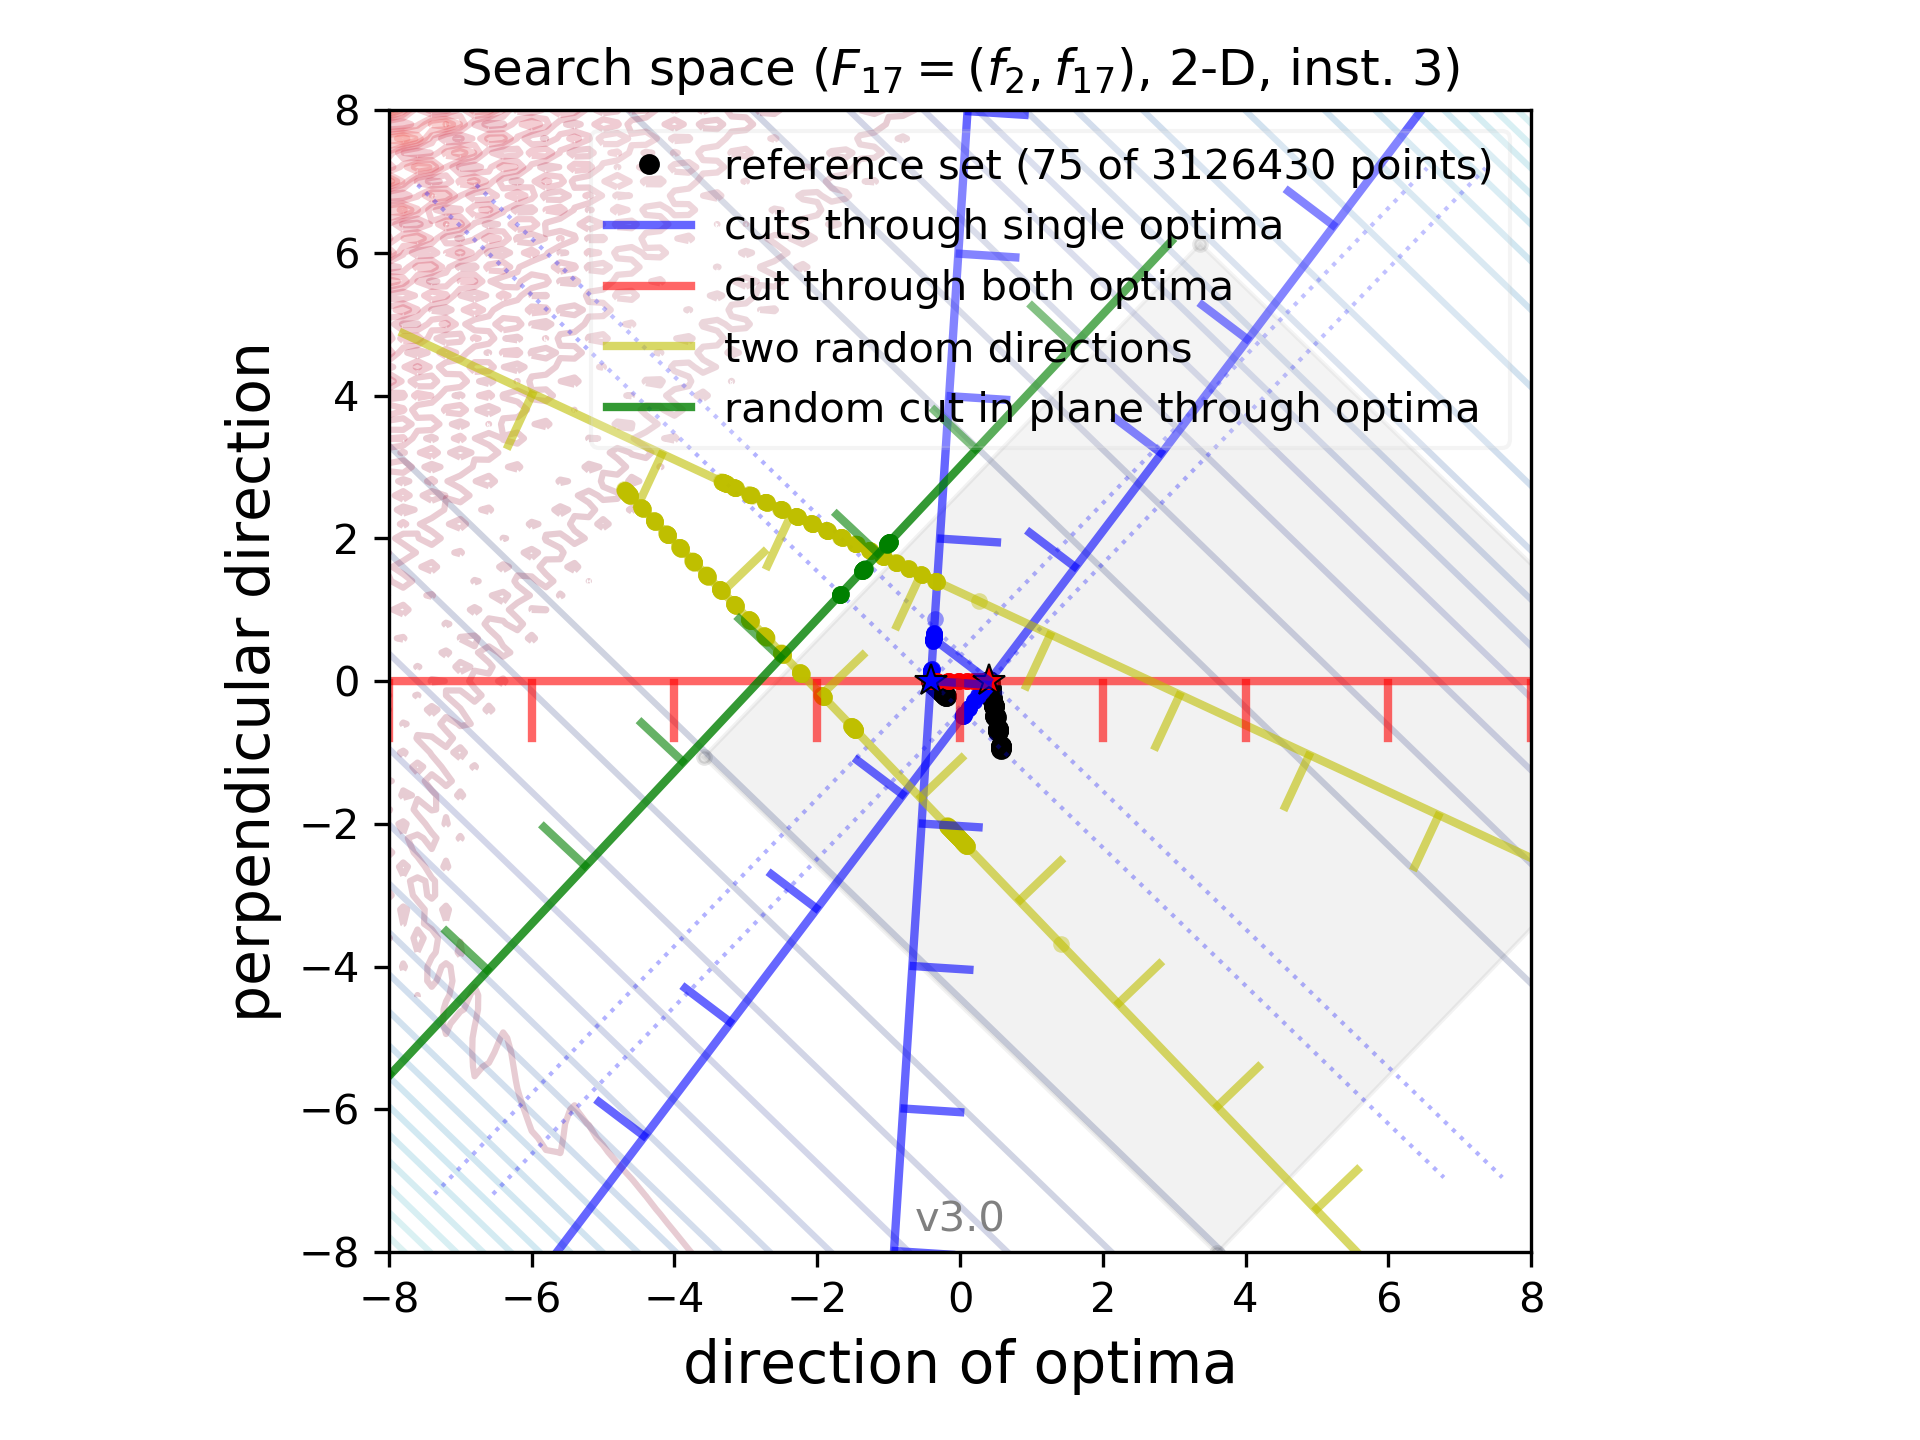 Search space (F₁₇ = (f₂, f₁₇), 2-D, inst. 3)
reference set (75 of 3126430 points)
cuts through single optima
cut through both optima
two random directions
random cut in plane through optima
8
6
4
2
0
−2
−4
−6
−8
perpendicular direction
v3.0
−8 −6 −4 −2 0 2 4 6 8
direction of optima